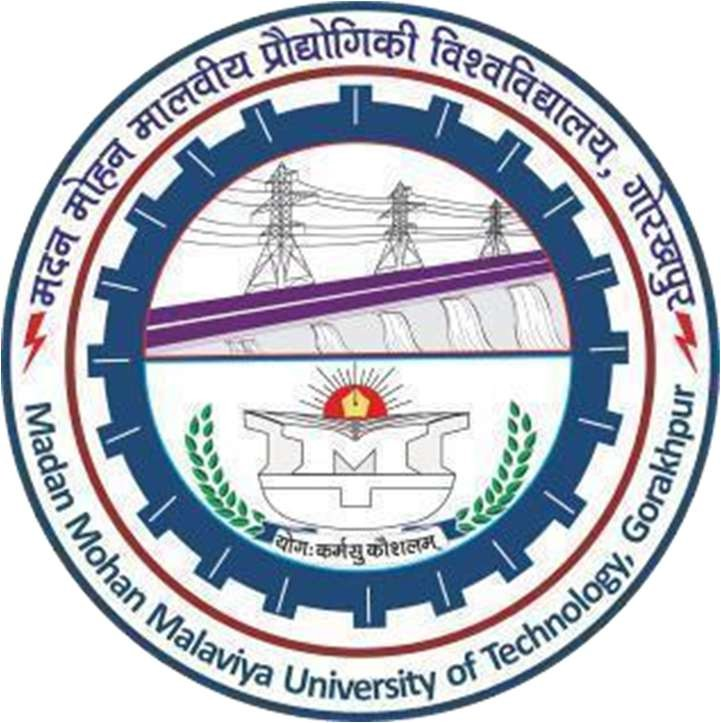 मदन मोहन मालवीय प्रौद्योगिकी विश्वविद्यालय, गोरखपुर
योग: कर्मसु कौशलम्
Madan Mohan Malaviya University of Technology, Gorakhpur